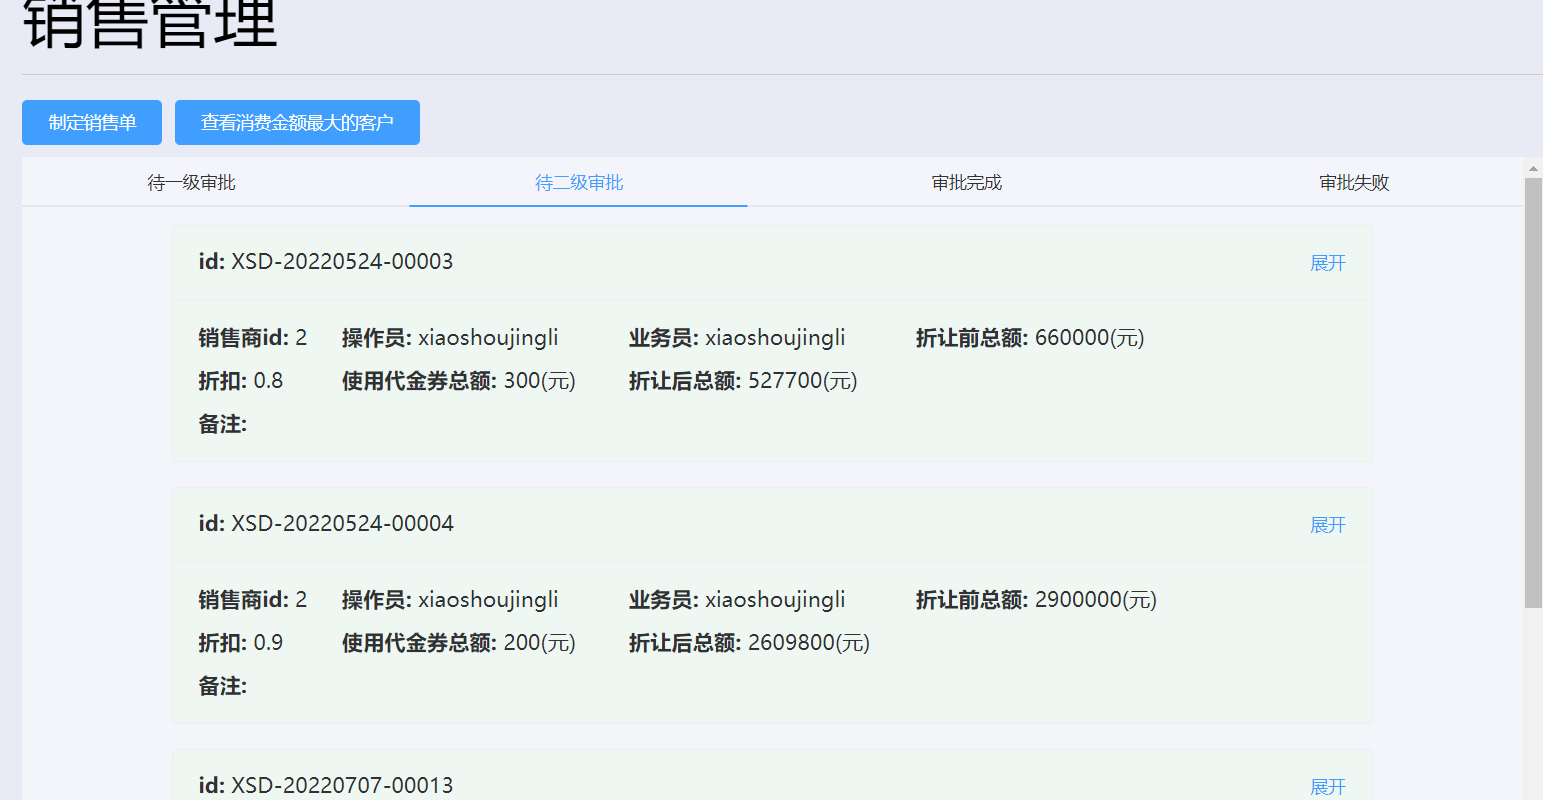 销售管理
制定销售单 查看消费金额最大的客户
待一级审批 待二级审批 审批完成 审批失败
id: XSD-20220524-00003 展开
销售商id: 2 操作员: xiaoshoujingli 业务员: xiaoshoujingli 折让前总额: 660000(元)
折扣: 0.8 使用代金券总额: 300(元) 折让后总额: 527700(元)
备注:
id: XSD-20220524-00004 展开
销售商id: 2 操作员: xiaoshoujingli 业务员: xiaoshoujingli 折让前总额: 2900000(元)
折扣: 0.9 使用代金券总额: 200(元) 折让后总额: 2609800(元)
备注:
id: XSD-20220707-00013 展开